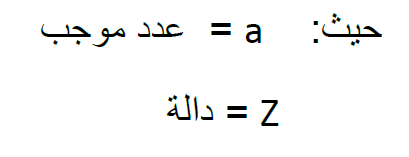 حيث: a = عدد موجب
Z = دالة